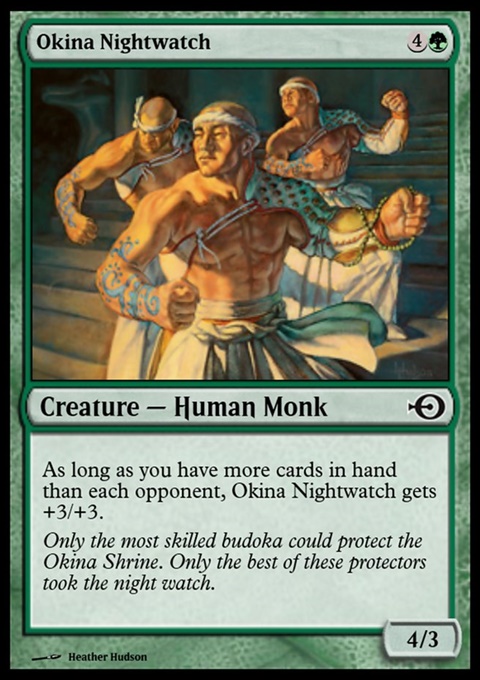 Okina Nightwatch 4
Creature — Human Monk
As long as you have more cards in hand
than each opponent, Okina Nightwatch gets
+3/+3.
Only the most skilled budoka could protect the
Okina Shrine. Only the best of these protectors
took the night watch.
4/3
Heather Hudson